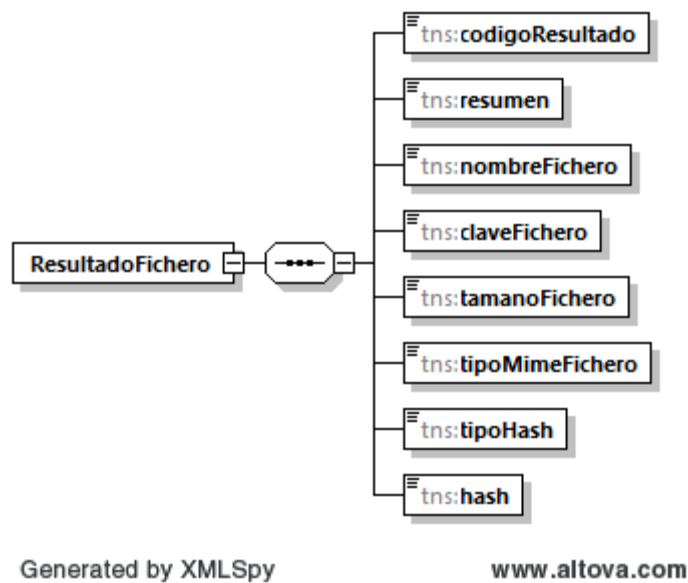 tns:codigoResultado
tns:resumen
tns:nombreFichero
tns:claveFichero
ResultadoFichero
tns:tamanoFichero
tns:tipoMimeFichero
tns:tipoHash
tns:hash
Generated by XMLSpy
www.altova.com